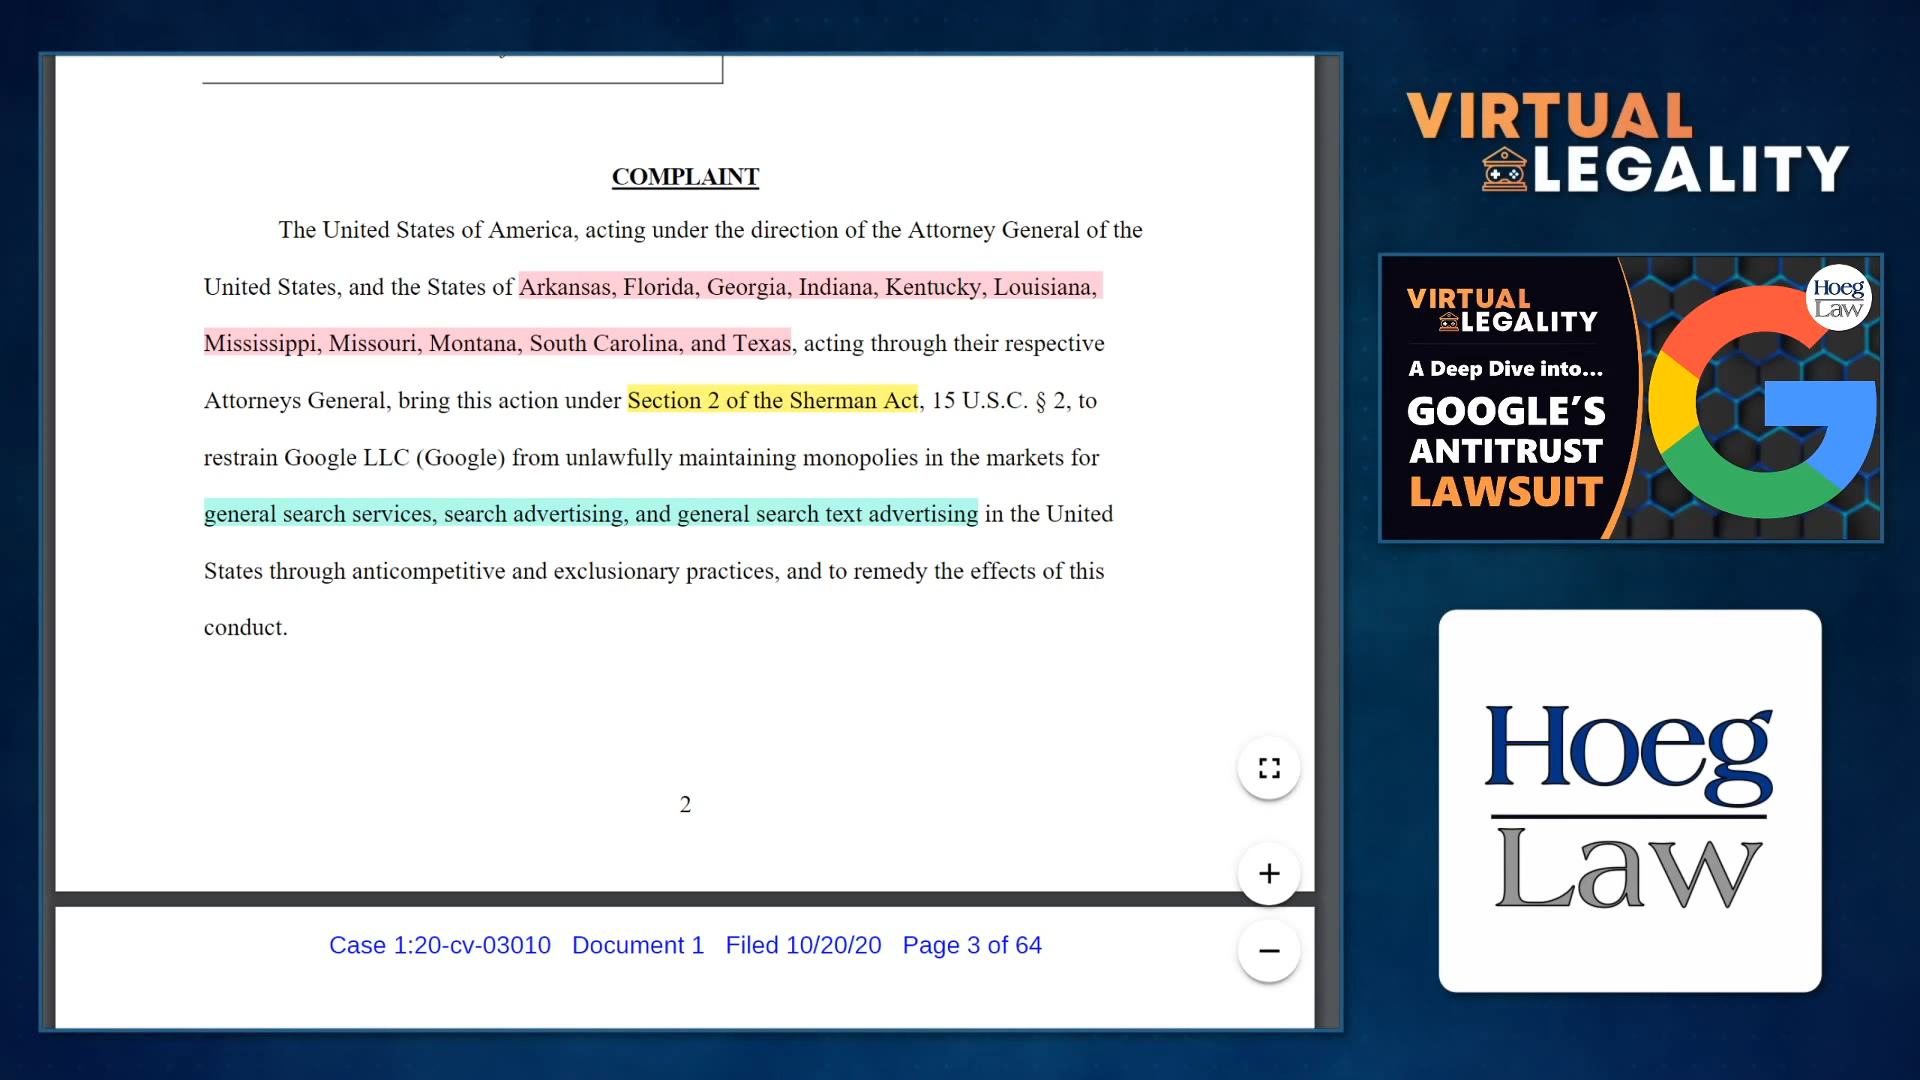 COMPLAINT
The United States of America, acting under the direction of the Attorney General of the
United States, and the States of Arkansas, Florida, Georgia, Indiana, Kentucky, Louisiana,
Mississippi, Missouri, Montana, South Carolina, and Texas, acting through their respective
Attorneys General, bring this action under Section 2 of the Sherman Act, 15 U.S.C. § 2, to
restrain Google LLC (Google) from unlawfully maintaining monopolies in the markets for
general search services, search advertising, and general search text advertising in the United
States through anticompetitive and exclusionary practices, and to remedy the effects of this
conduct.
2
Case 1:20-cv-03010 Document 1 Filed 10/20/20 Page 3 of 64
VIRTUAL
LEGALITY
VIRTUAL
LEGALITY
A Deep Dive into...
GOOGLE'S
ANTITRUST
LAWSUIT
Hoeg
Law
Hoeg
Law